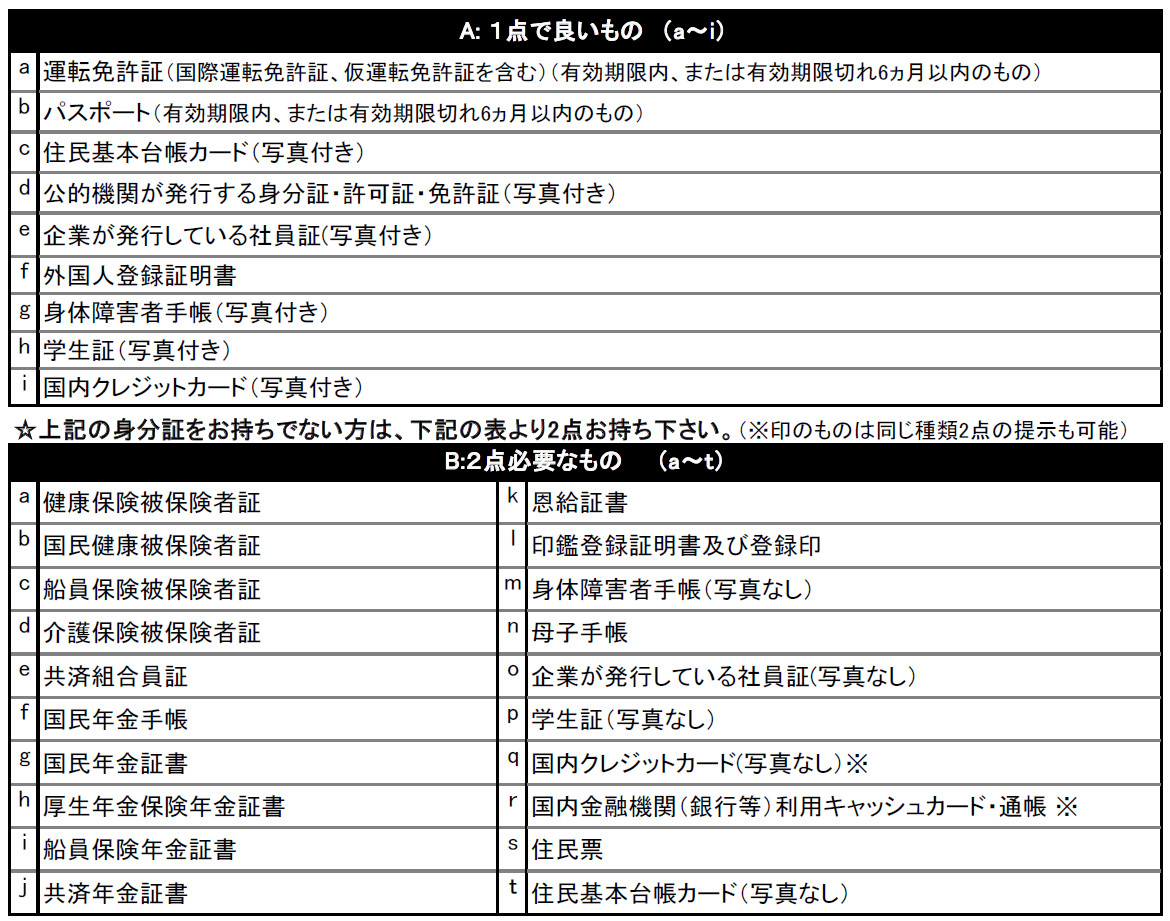 A: １点で良いもの （a～i）
a 運転免許証（国際運転免許証、仮運転免許証を含む）（有効期限内、または有効期限切れ6ヵ月以内のもの）
b パスポート（有効期限内、または有効期限切れ6ヵ月以内のもの）
c 住民基本台帳カード（写真付き）
d 公的機関が発行する身分証・許可証・免許証（写真付き）
e 企業が発行している社員証(写真付き）
f 外国人登録証明書
g 身体障害者手帳（写真付き）
h 学生証（写真付き）
i 国内クレジットカード（写真付き）
☆上記の身分証をお持ちでない方は、下記の表より2点お持ち下さい。（※印のものは同じ種類2点の提示も可能）
B:２点必要なもの （a～t）
a 健康保険被保険者証
b 国民健康被保険者証
c 船員保険被保険者証
d 介護保険被保険者証
e 共済組合員証
f 国民年金手帳
g 国民年金証書
h 厚生年金保険年金証書
i 船員保険年金証書
j 共済年金証書
k 恩給証書
l 印鑑登録証明書及び登録印
m 身体障害者手帳（写真なし）
n 母子手帳
o 企業が発行している社員証(写真なし）
p 学生証（写真なし）
q 国内クレジットカード(写真なし）※
r 国内金融機関（銀行等）利用キャッシュカード・通帳 ※
s 住民票
t 住民基本台帳カード（写真なし）